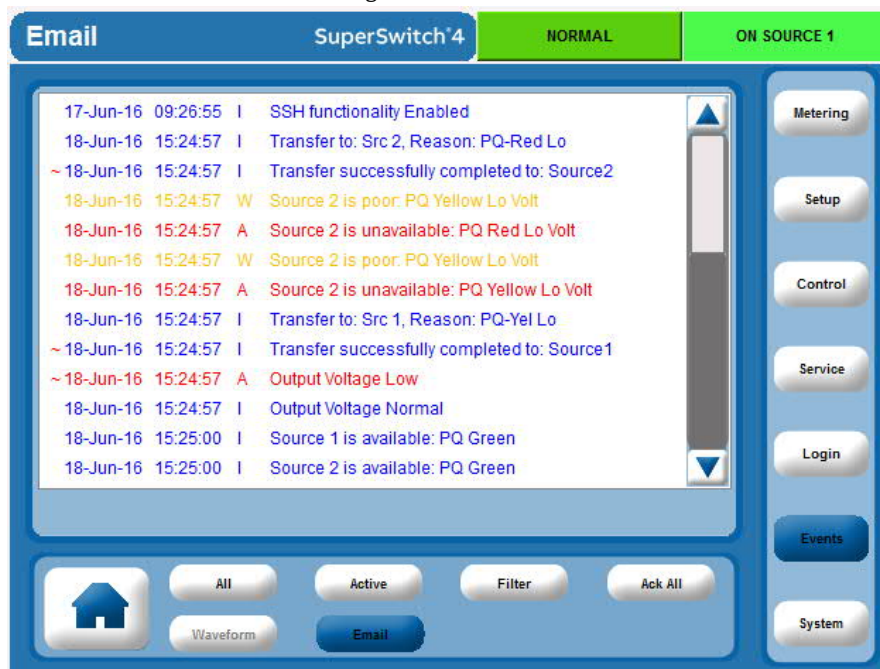 Email SuperSwitch®4 NORMAL ON SOURCE 1
17-Jun-16 09:26:55 I SSH functionality Enabled
18-Jun-16 15:24:57 I Transfer to: Src 2, Reason: PQ-Red Lo
~ 18-Jun-16 15:24:57 I Transfer successfully completed to: Source2
18-Jun-16 15:24:57 W Source 2 is poor: PQ Yellow Lo Volt
18-Jun-16 15:24:57 A Source 2 is unavailable: PQ Red Lo Volt
18-Jun-16 15:24:57 W Source 2 is poor: PQ Yellow Lo Volt
18-Jun-16 15:24:57 A Source 2 is unavailable: PQ Yellow Lo Volt
18-Jun-16 15:24:57 I Transfer to: Src 1, Reason: PQ-Yel Lo
~ 18-Jun-16 15:24:57 I Transfer successfully completed to: Source1
~ 18-Jun-16 15:24:57 A Output Voltage Low
18-Jun-16 15:24:57 I Output Voltage Normal
18-Jun-16 15:25:00 I Source 1 is available: PQ Green
18-Jun-16 15:25:00 I Source 2 is available: PQ Green
Metering
Setup
Control
Service
Login
Events
System
All Active Filter Ack All
Waveform Email